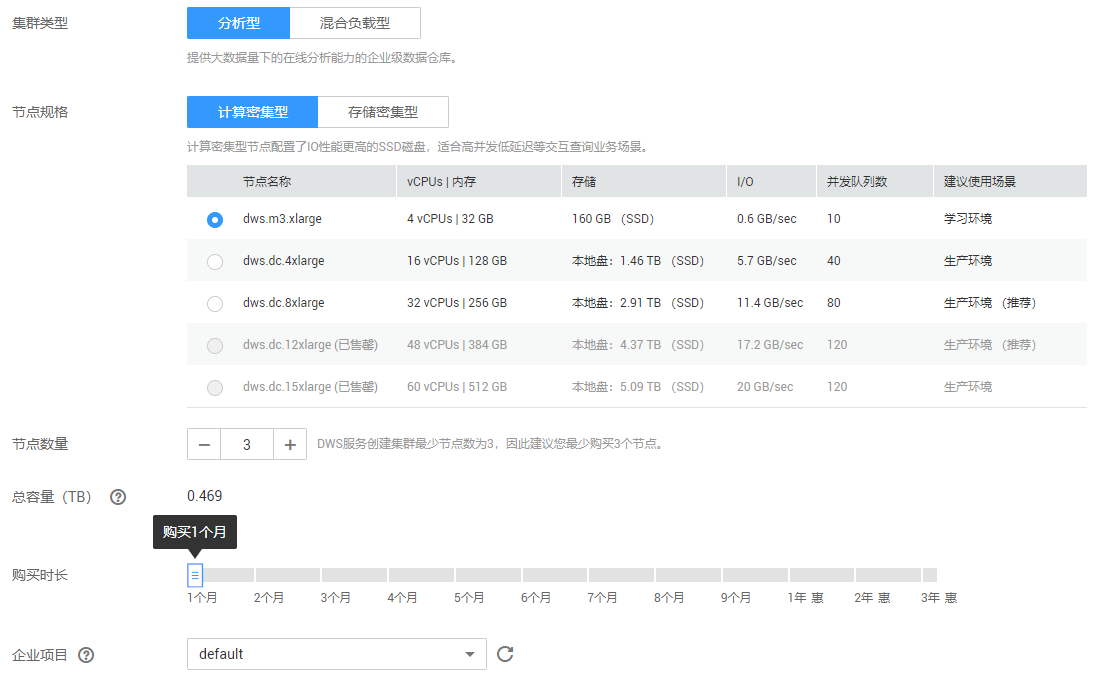 集群类型 分析型 混合负载型
提供大数据量下的在线分析能力的企业级数据仓库。
节点规格 计算密集型 存储密集型
计算密集型节点配置了IO性能更高的SSD磁盘，适合高并发低延迟等交互查询业务场景。
节点名称 vCPUs | 内存 存储 I/O 并发队列数 建议使用场景
dws.m3.xlarge 4 vCPUs | 32 GB 160 GB （SSD） 0.6 GB/sec 10 学习环境
dws.dc.4xlarge 16 vCPUs | 128 GB 本地盘：1.46 TB （SSD） 5.7 GB/sec 40 生产环境
dws.dc.8xlarge 32 vCPUs | 256 GB 本地盘：2.91 TB （SSD） 11.4 GB/sec 80 生产环境 （推荐）
dws.dc.12xlarge (已售罄) 48 vCPUs | 384 GB 本地盘：4.37 TB （SSD） 17.2 GB/sec 120 生产环境 （推荐）
dws.dc.15xlarge (已售罄) 60 vCPUs | 512 GB 本地盘：5.09 TB （SSD） 20 GB/sec 120 生产环境
节点数量 − 3 + DWS服务创建集群最少节点数为3，因此建议您最少购买3个节点。
总容量（TB） ? 0.469
购买1个月
购买时长
1个月 2个月 3个月 4个月 5个月 6个月 7个月 8个月 9个月 1年 惠 2年 惠 3年 惠
企业项目 ? default